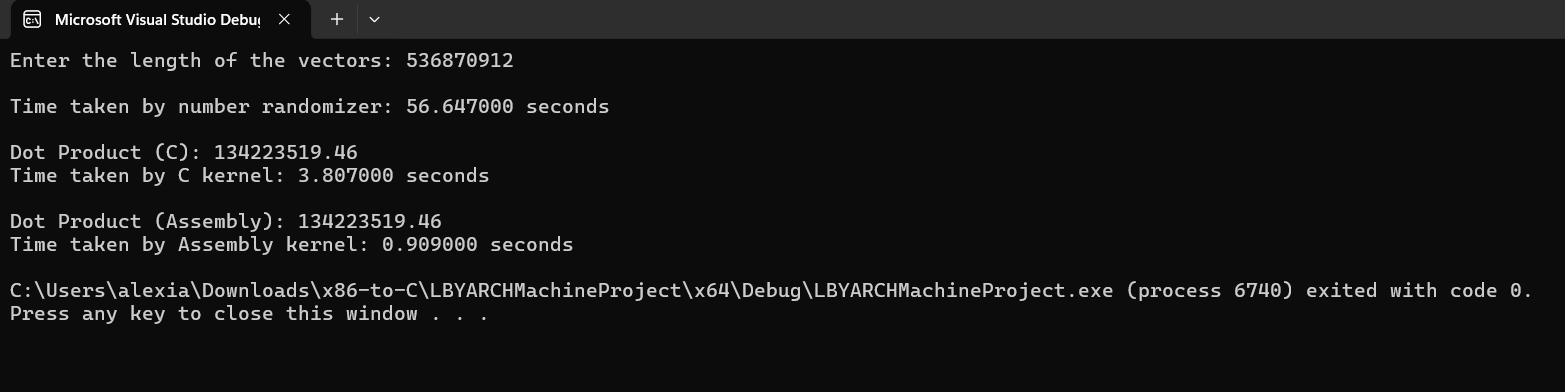 Microsoft Visual Studio Debug
Enter the length of the vectors: 536870912
Time taken by number randomizer: 56.647000 seconds
Dot Product (C): 134223519.46
Time taken by C kernel: 3.807000 seconds
Dot Product (Assembly): 134223519.46
Time taken by Assembly kernel: 0.909000 seconds
C:\Users\alexia\Downloads\x86-to-C\LBYARCHMachineProject\x64\Debug\LBYARCHMachineProject.exe (process 6740) exited with code 0.
Press any key to close this window . . .